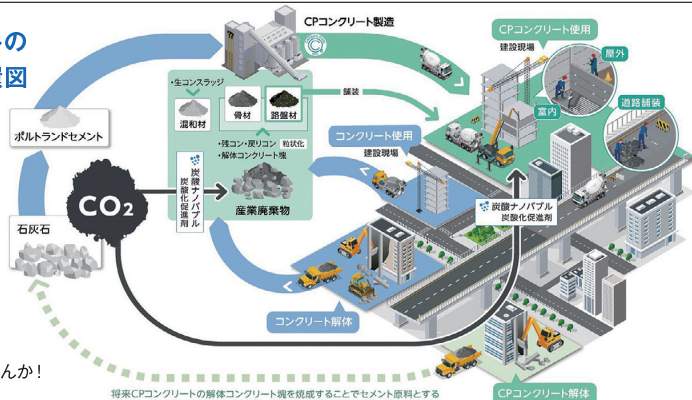 の
図
CPコンクリート製造
CPコンクリート使用
建設現場
屋外
室内
道路舗装
・生コンスラッジ
混和材
骨材
路盤材
舗装
・残コン・戻りコン
粒状化
・解体コンクリート塊
産業廃棄物
炭酸ナノバブル
炭酸化促進剤
ポルトランドセメント
石灰石
CO2
コンクリート使用
建設現場
炭酸ナノバブル
炭酸化促進剤
コンクリート解体
CPコンクリート解体
んか！
将来CPコンクリートの解体コンクリート塊を焼成することでセメント原料とする